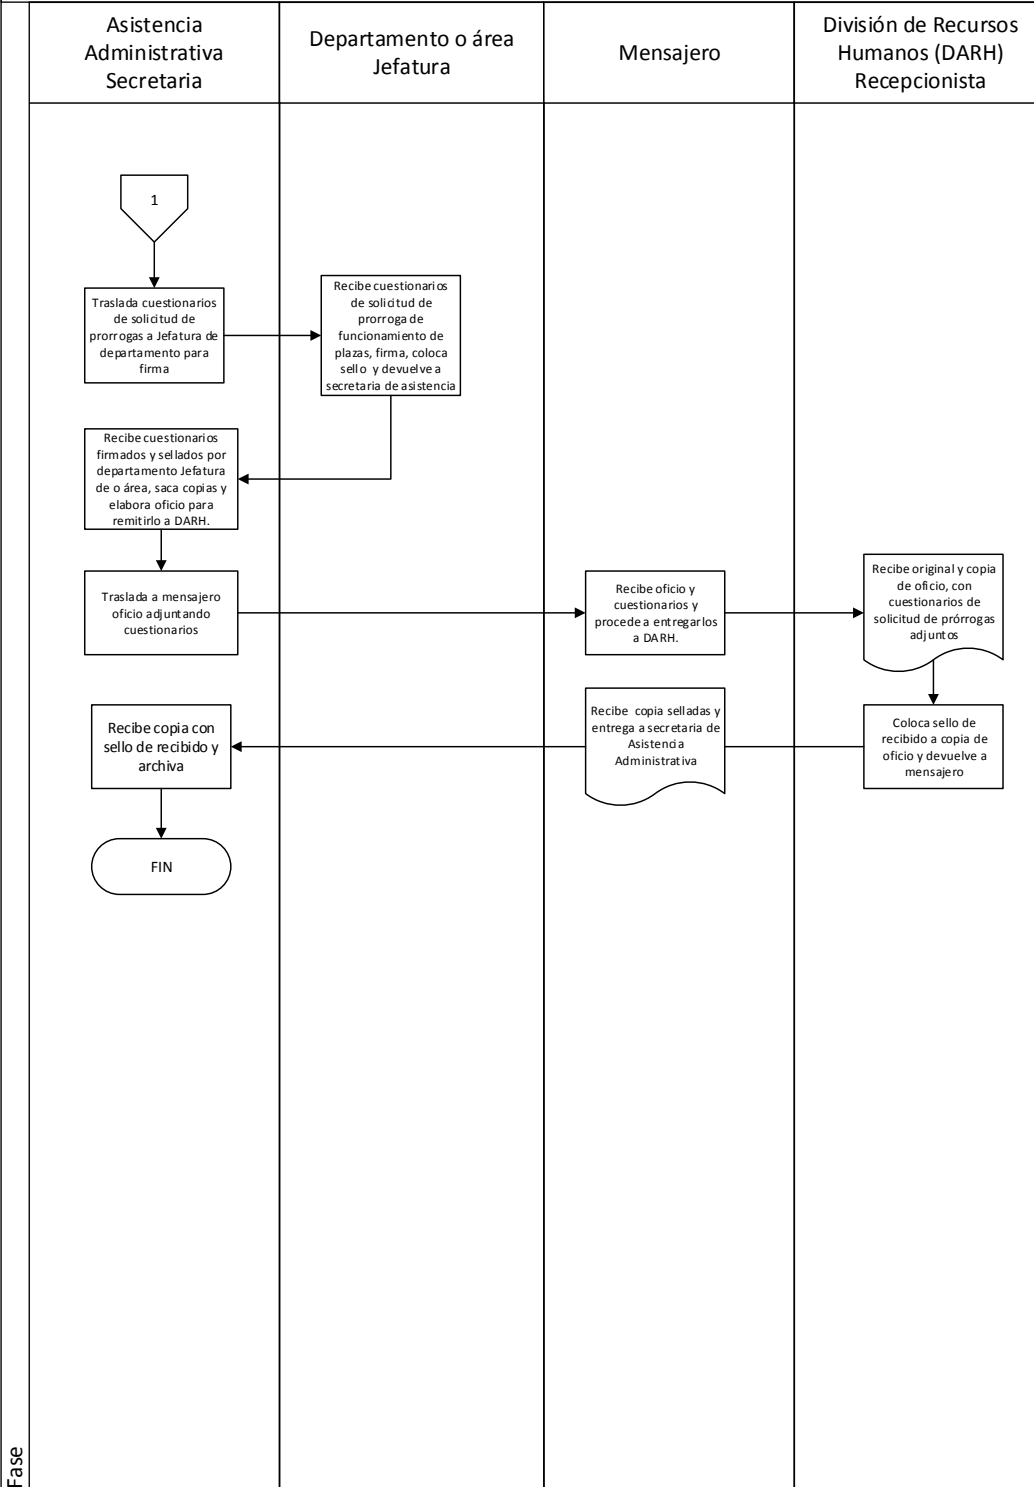 Asistencia
Administrativa
Secretaria
Departamento o área
Jefatura
Mensajero
División de Recursos
Humanos (DARH)
Recepcionista
1
Traslada cuestionarios
de solicitud de
prorrogas a Jefatura de
departamento para
firma
Recibe cuestionarios
de solicitud de
prorroga de
funcionamiento de
plazas, firma, coloca
sello y devuelve a
secretaria de asistencia
Recibe cuestionarios
firmados y sellados por
departamento Jefatura
de o área, saca copias y
elabora oficio para
remitirlo a DARH.
Traslada a mensajero
oficio adjuntando
cuestionarios
Recibe oficio y
cuestionarios y
procede a entregarlos
a DARH.
Recibe original y copia
de oficio, con
cuestionarios de
solicitud de prórrogas
adjuntos
Coloca sello de
recibido a copia de
oficio y devuelve a
mensajero
Recibe copia selladas y
entrega a secretaria de
Asistencia
Administrativa
Recibe copia con
sello de recibido y
archiva
FIN
Fase